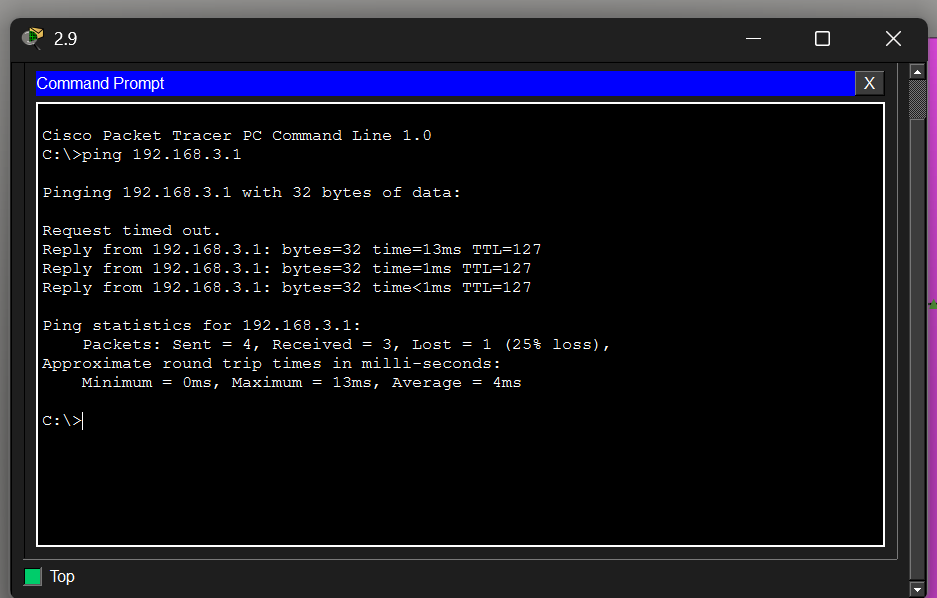 2.9
Command Prompt
X
Cisco Packet Tracer PC Command Line 1.0
C:\>ping 192.168.3.1
Pinging 192.168.3.1 with 32 bytes of data:
Request timed out.
Reply from 192.168.3.1: bytes=32 time=13ms TTL=127
Reply from 192.168.3.1: bytes=32 time=1ms TTL=127
Reply from 192.168.3.1: bytes=32 time<1ms TTL=127
Ping statistics for 192.168.3.1:
Packets: Sent = 4, Received = 3, Lost = 1 (25% loss),
Approximate round trip times in milli-seconds:
Minimum = 0ms, Maximum = 13ms, Average = 4ms
C:\>
Top